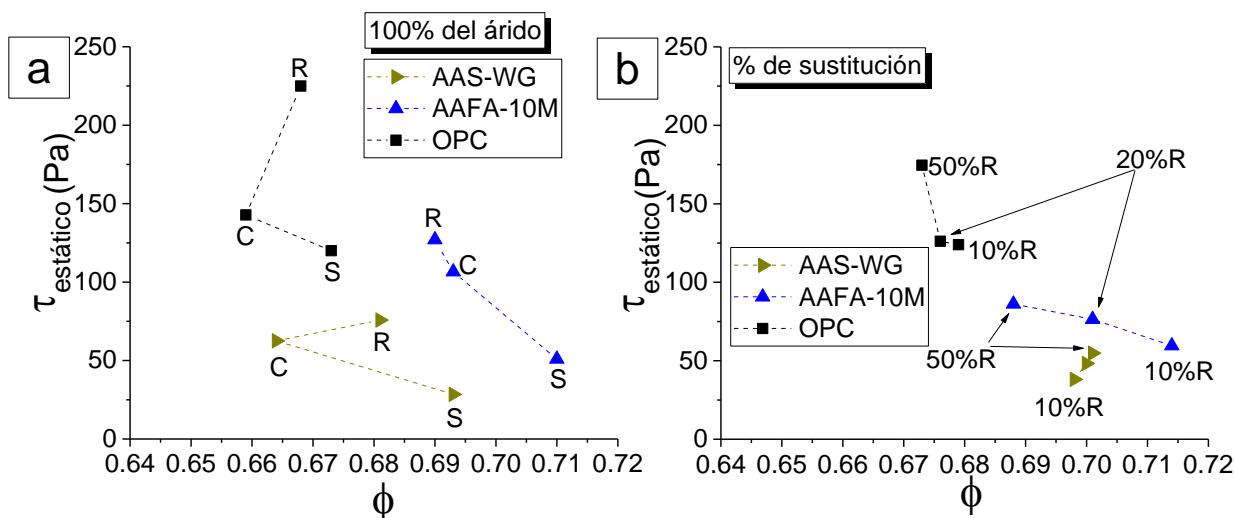 a
100% del árido
AAS-WG
AAFA-10M
OPC
τestático (Pa)
250
200
150
100
50
0
R
C
S
R
C
S
R
C
S
0.64 0.65 0.66 0.67 0.68 0.69 0.70 0.71 0.72
ϕ
b
% de sustitución
AAS-WG
AAFA-10M
OPC
τestático (Pa)
250
200
150
100
50
0
50%R
20%R
10%R
50%R
10%R
10%R
0.64 0.65 0.66 0.67 0.68 0.69 0.70 0.71 0.72
ϕ